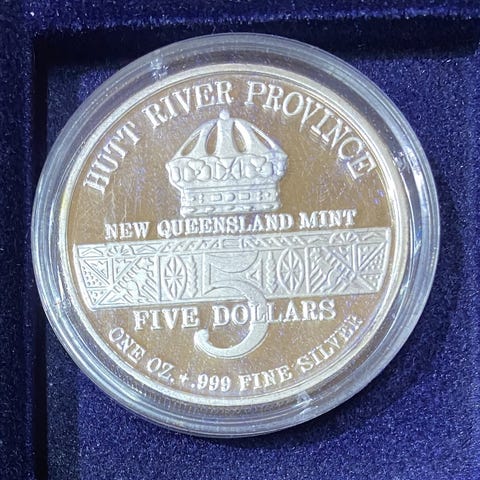 HUTT RIVER PROVINCE
NEW QUEENSLAND MINT
5
FIVE DOLLARS
ONE OZ. + .999 FINE SILVER